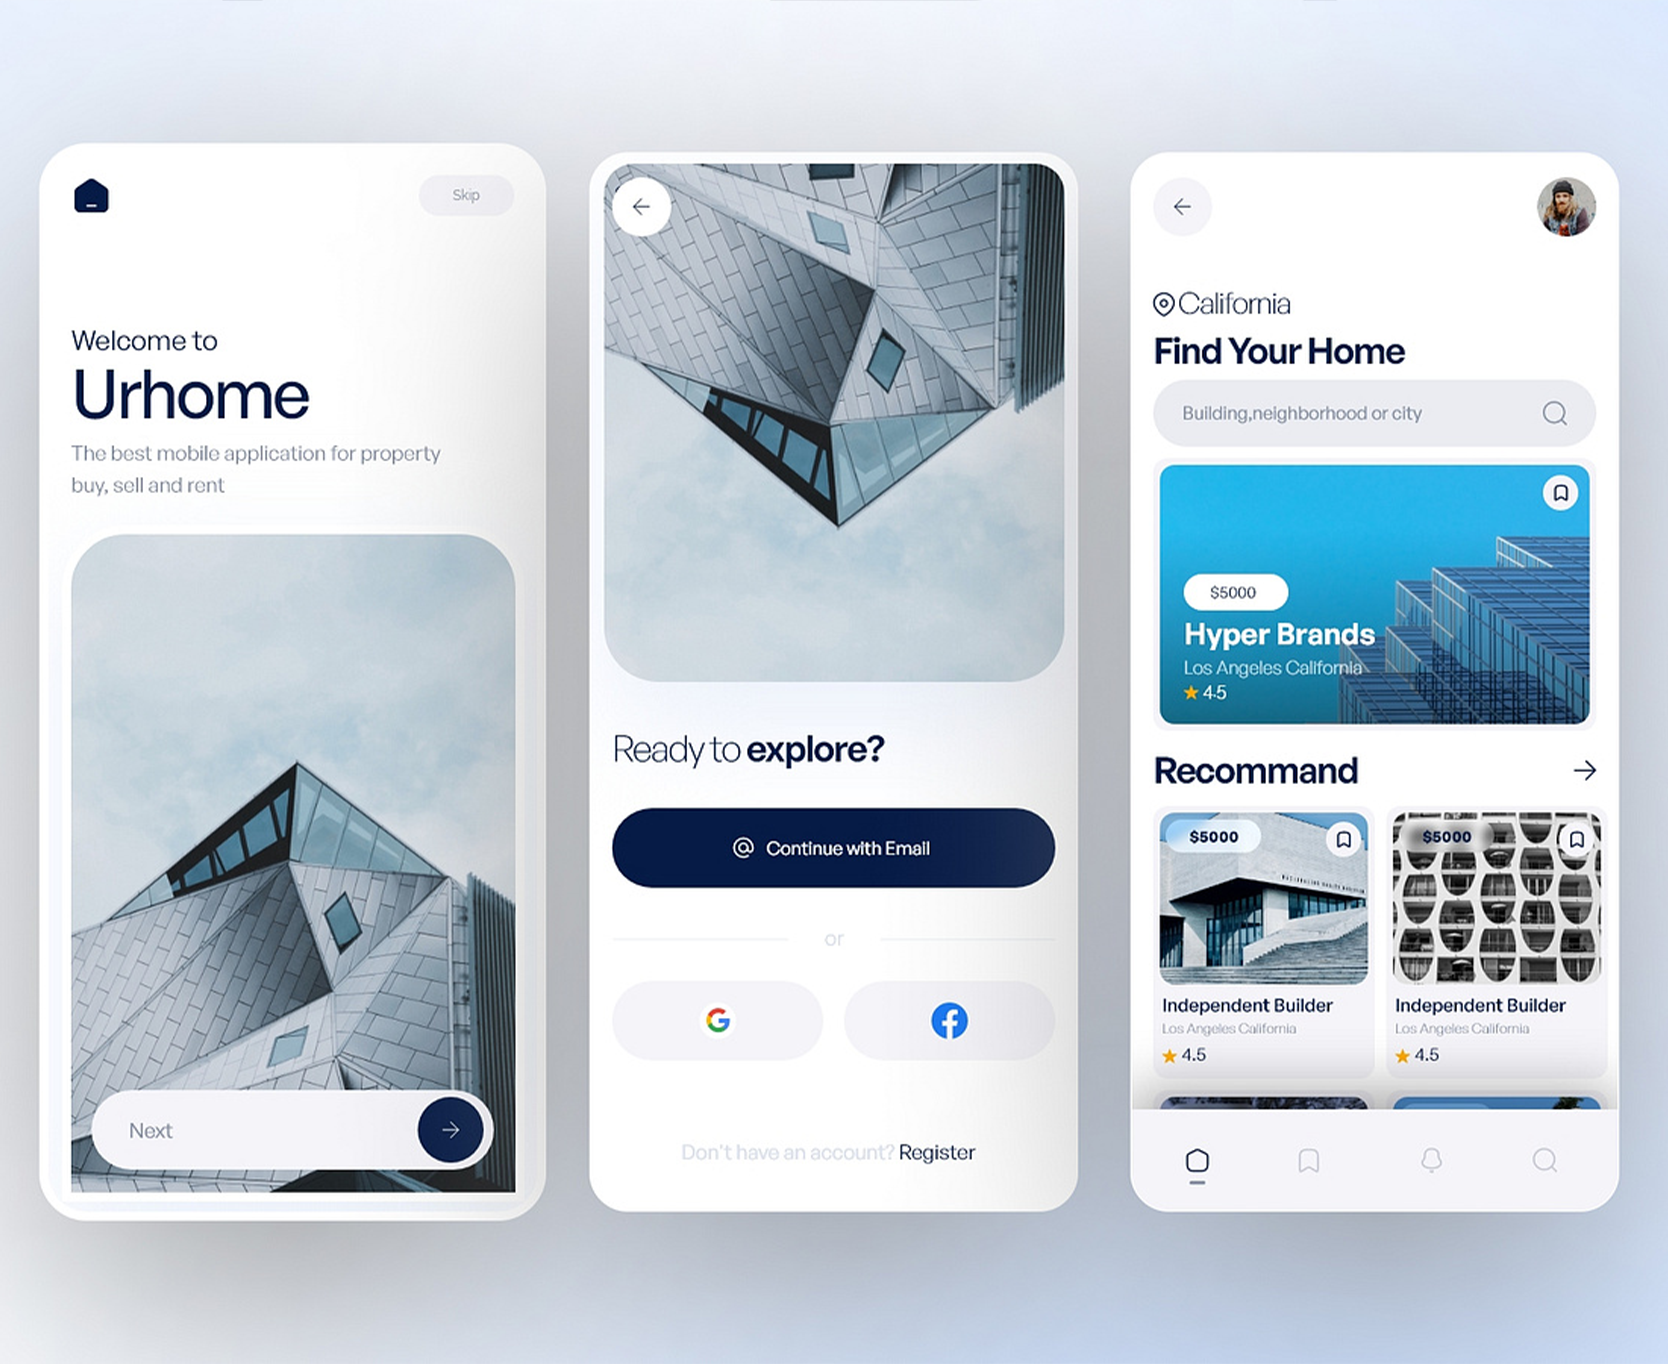 Skip
Welcome to
Urhome
The best mobile application for property
buy, sell and rent
Next
Ready to explore?
Continue with Email
or
Don't have an account? Register
California
Find Your Home
Building,neighborhood or city
$5000
Hyper Brands
Los Angeles California
4.5
Recommand
$5000
Independent Builder
Los Angeles California
4.5
$5000
Independent Builder
Los Angeles California
4.5